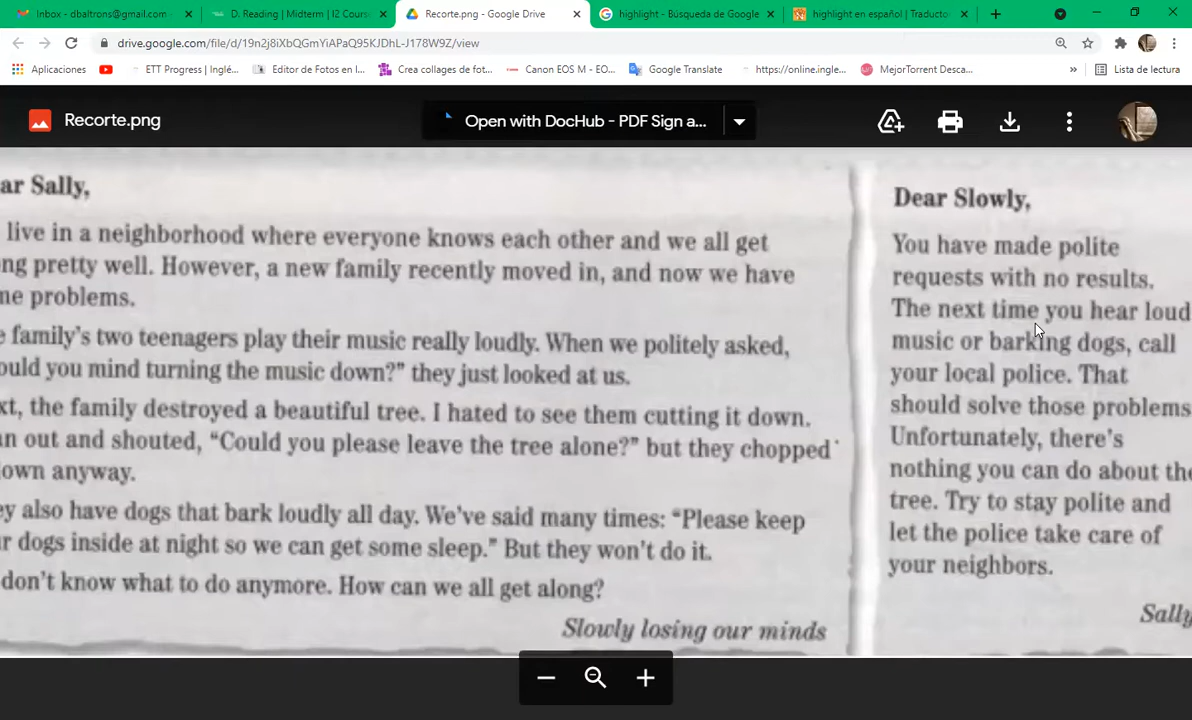 Inbox - dbaltrons@gmail.com
D. Reading | Midterm | I2 Cours
Recorte.png - Google Drive
highlight - Búsqueda de Google
highlight en español | Traducto
drive.google.com/file/d/19n2j8iXbQGmYiAPaQ95KJDhL-J178W9Z/view
Aplicaciones
ETT Progress | Inglé...
Editor de Fotos en l...
Crea collages de fot...
Canon EOS M - EO...
Google Translate
https://online.ingle...
MejorTorrent Desca...
»
Lista de lectura
Recorte.png
Open with DocHub - PDF Sign a...
ar Sally,
live in a neighborhood where everyone knows each other and we all get
ng pretty well. However, a new family recently moved in, and now we have
me problems.
e family's two teenagers play their music really loudly. When we politely asked,
ould you mind turning the music down?" they just looked at us.
xt, the family destroyed a beautiful tree. I hated to see them cutting it down.
an out and shouted, "Could you please leave the tree alone?" but they chopped
own anyway.
ey also have dogs that bark loudly all day. We've said many times: "Please keep
r dogs inside at night so we can get some sleep." But they won't do it.
don't know what to do anymore. How can we all get along?
Slowly losing our minds
Dear Slowly,
You have made polite
requests with no results.
The next time you hear loud
music or barking dogs, call
your local police. That
should solve those problems
Unfortunately, there's
nothing you can do about the
tree. Try to stay polite and
let the police take care of
your neighbors.
Sally